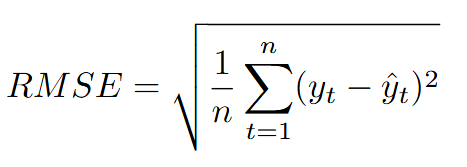 $RMSE = \sqrt{\frac{1}{n} \sum_{t=1}^{n} (y_t - \hat{y}_t)^2}$